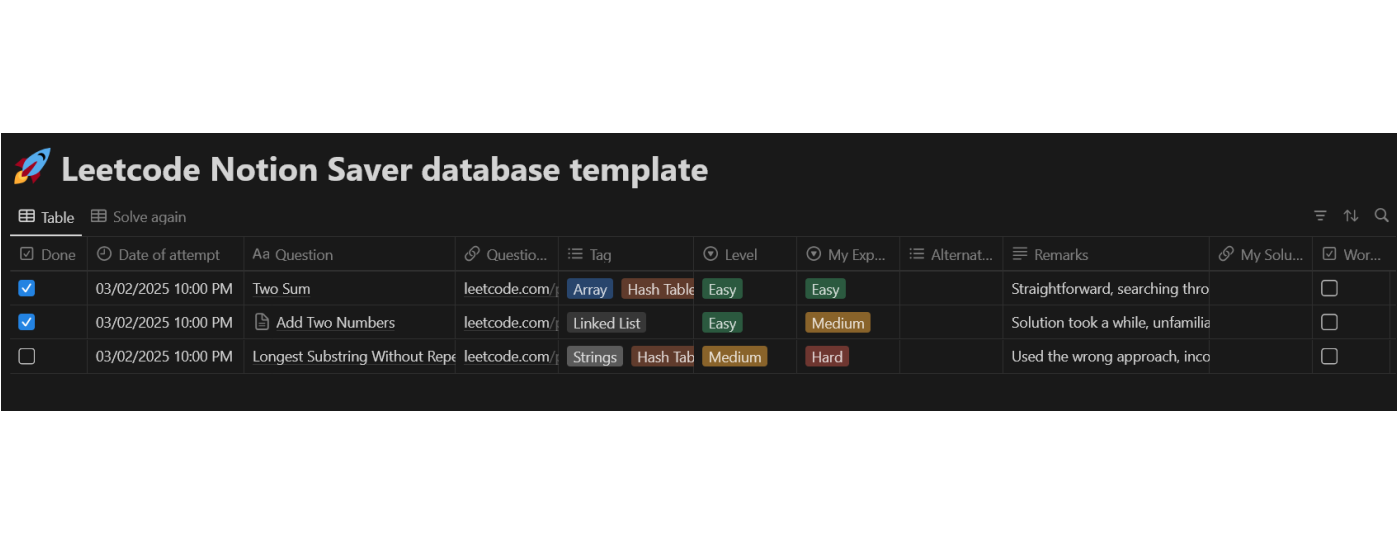 Leetcode Notion Saver database template
Table Solve again
Done Date of attempt Aa Question Questio... Tag Level My Exp... Alternat... Remarks My Solu... Wor...
03/02/2025 10:00 PM Two Sum leetcode.com/ Array Hash Table Easy Easy Straightforward, searching thro
03/02/2025 10:00 PM Add Two Numbers leetcode.com/ Linked List Easy Medium Solution took a while, unfamilia
03/02/2025 10:00 PM Longest Substring Without Repe leetcode.com/ Strings Hash Tab Medium Hard Used the wrong approach, inco